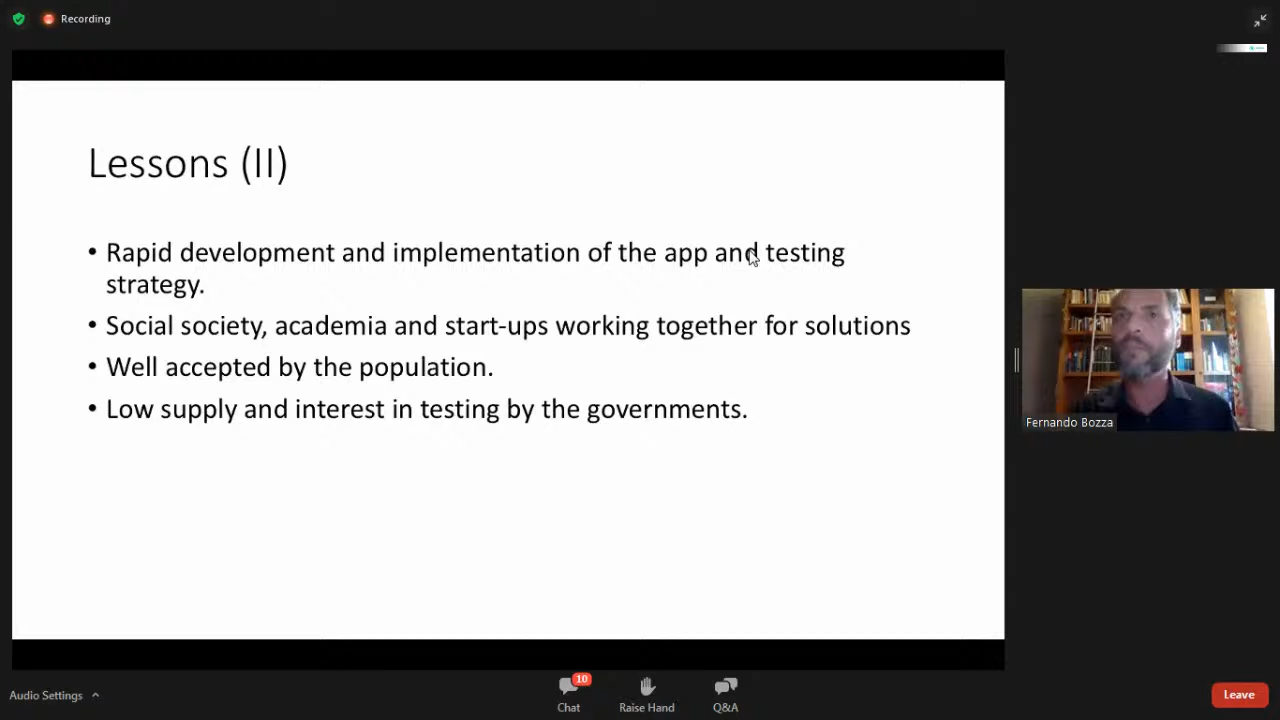 Recording
Lessons (II)
• Rapid development and implementation of the app and testing
strategy.
• Social society, academia and start-ups working together for solutions
• Well accepted by the population.
• Low supply and interest in testing by the governments.
Fernando Bozza
Audio Settings
10
Chat
Raise Hand
Q&A
Leave